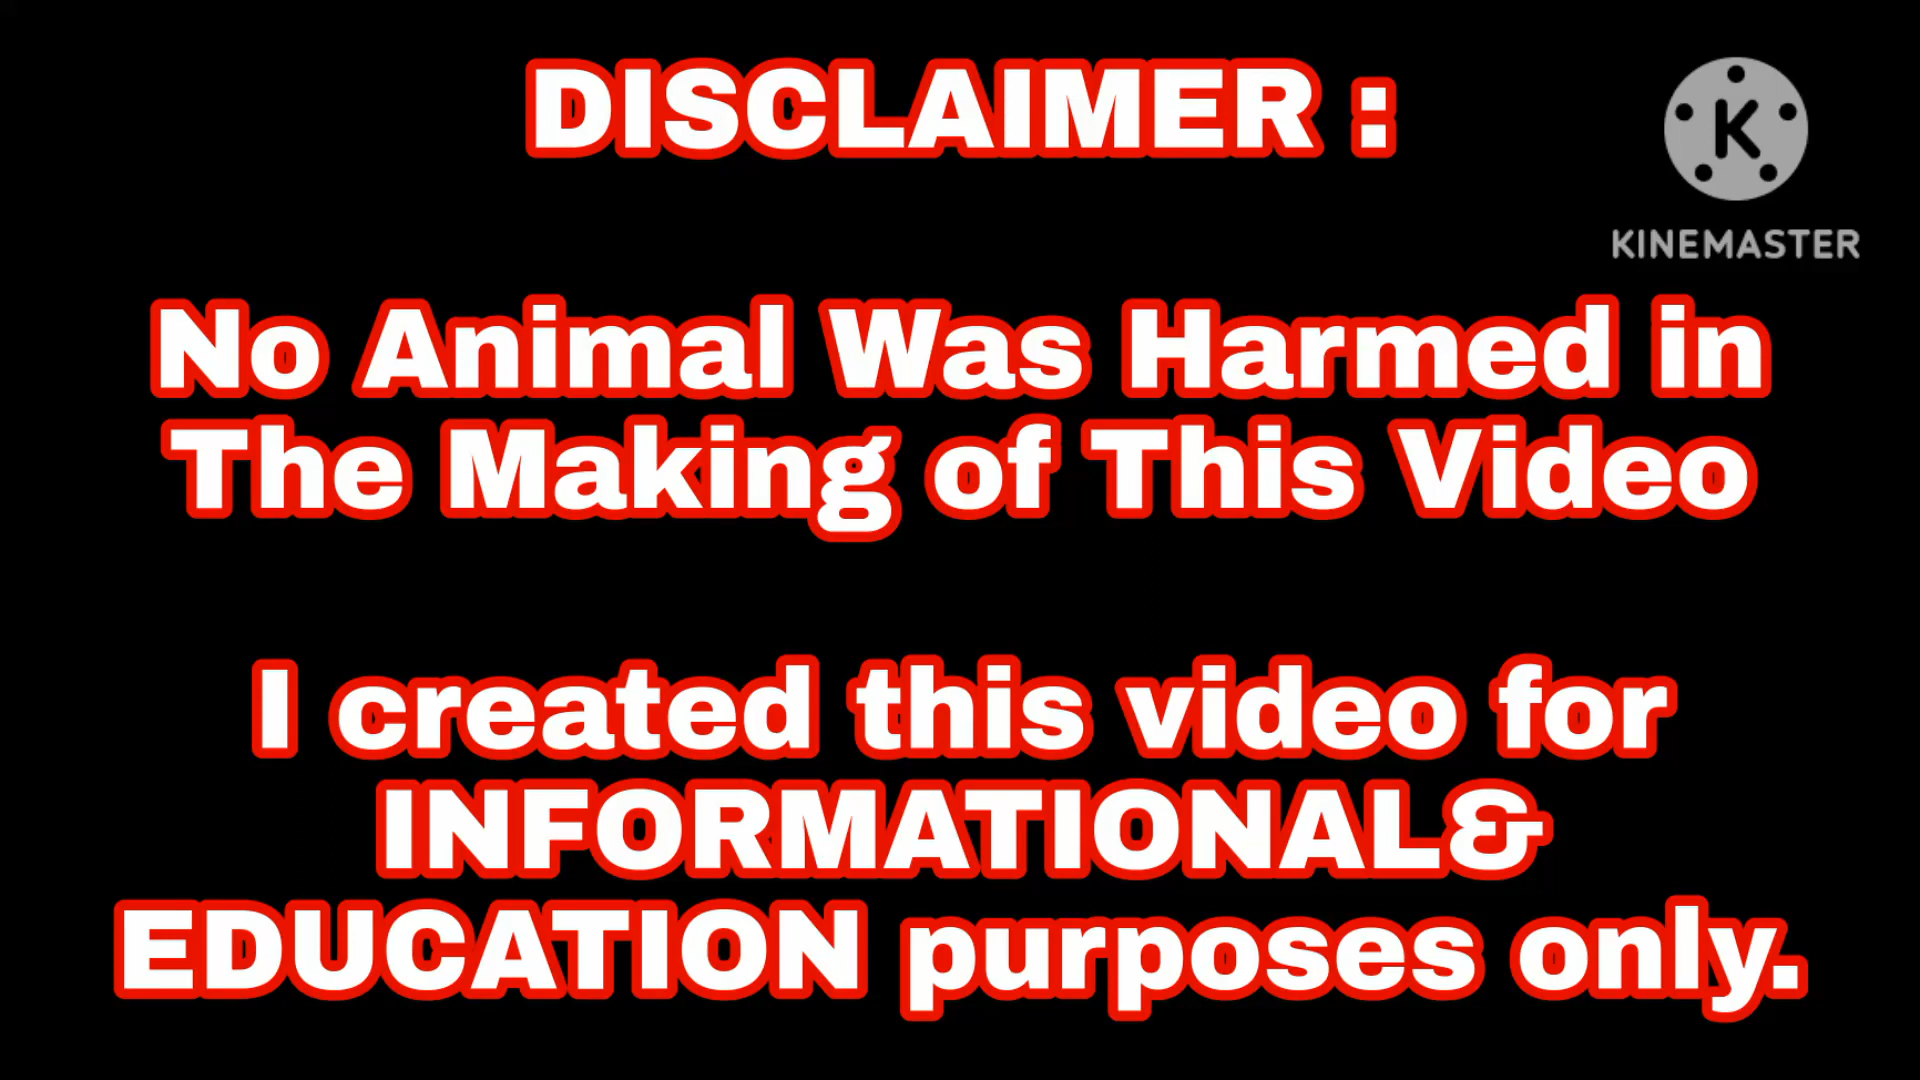 DISCLAIMER :
K
KINEMASTER
No Animal Was Harmed in
The Making of This Video
I created this video for
INFORMATIONAL&
EDUCATION purposes only.